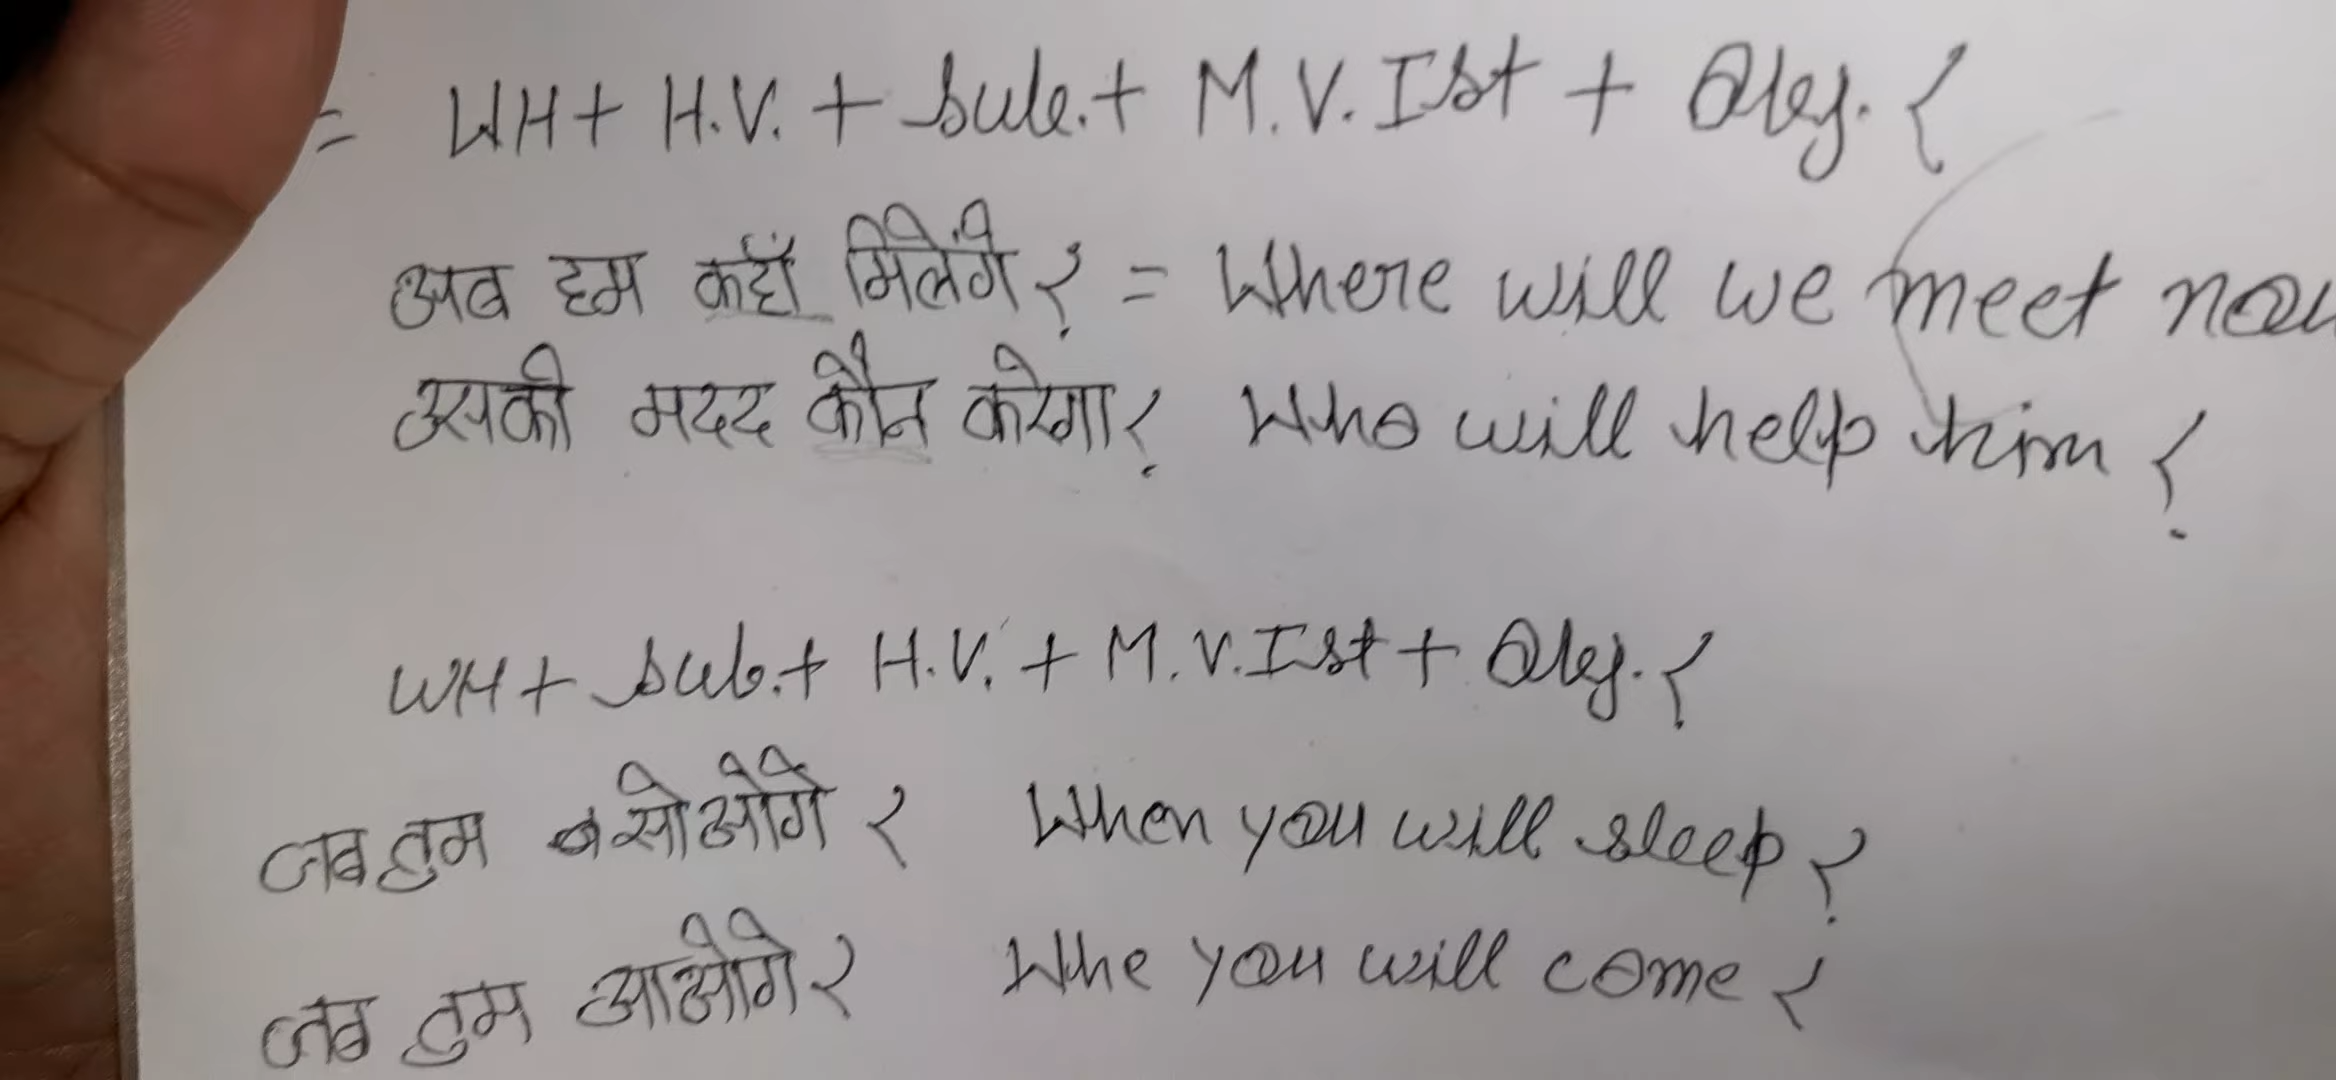 = WH + H.V. + Sub. + M.V. Ist + Obj. ?
अब हम कहाँ मिलेंगे ? = Where will we meet now
उसकी मदद कौन करेगा ? Who will help him ?
WH + Sub. + H.V. + M.V. Ist + Obj. ?
जब तुम सोओगे ? When you will sleep ?
जब तुम आओगे ? Whe you will come ?